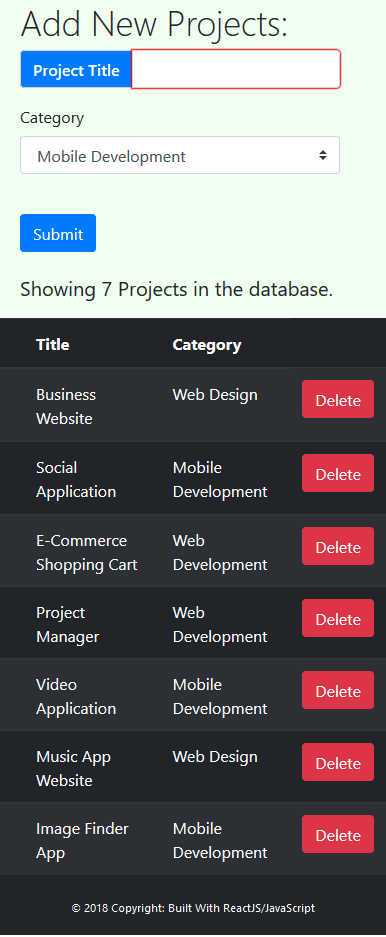 Add New Projects:
Project Title
Category
Mobile Development
Submit
Showing 7 Projects in the database.
Title Category
Business Website Web Design Delete
Social Application Mobile Development Delete
E-Commerce Shopping Cart Web Development Delete
Project Manager Web Development Delete
Video Application Mobile Development Delete
Music App Website Web Design Delete
Image Finder App Mobile Development Delete
© 2018 Copyright: Built With ReactJS/JavaScript